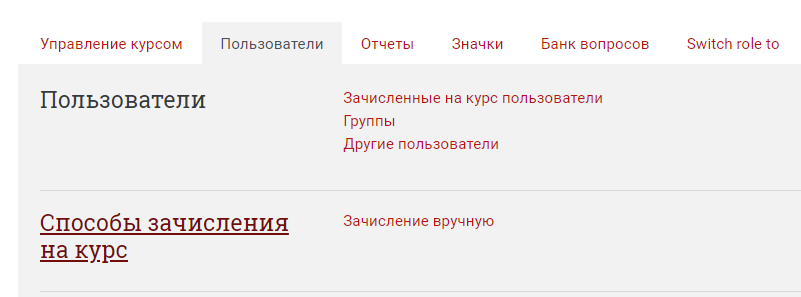 Управление курсом Пользователи Отчеты Значки Банк вопросов Switch role to
Пользователи
Зачисленные на курс пользователи
Группы
Другие пользователи
Способы зачисления
на курс
Зачисление вручную